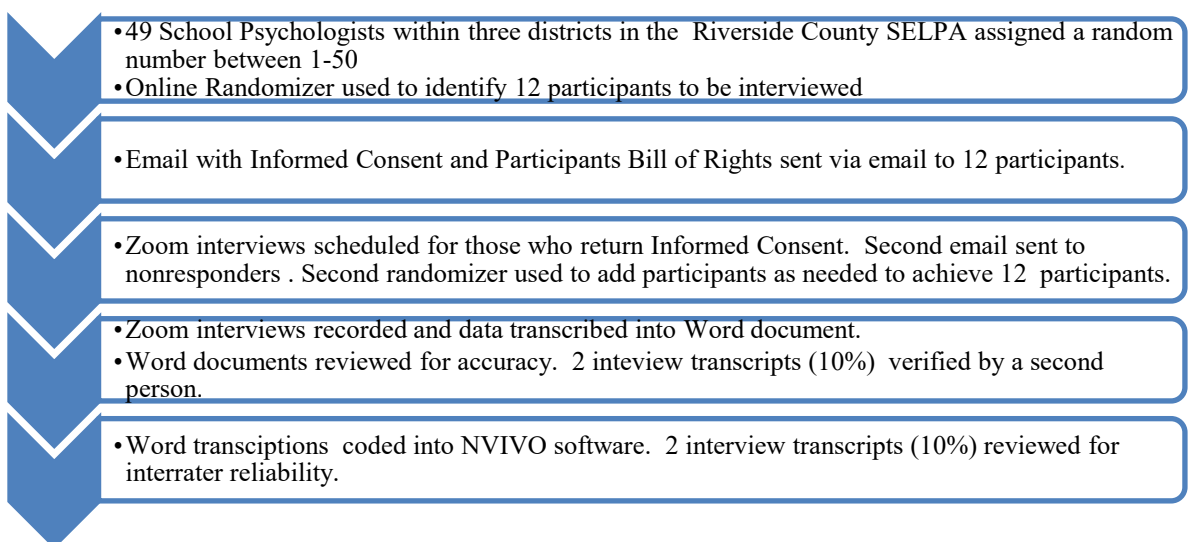 •49 School Psychologists within three districts in the Riverside County SELPA assigned a random
number between 1-50
•Online Randomizer used to identify 12 participants to be interviewed
•Email with Informed Consent and Participants Bill of Rights sent via email to 12 participants.
•Zoom interviews scheduled for those who return Informed Consent. Second email sent to
nonresponders . Second randomizer used to add participants as needed to achieve 12 participants.
•Zoom interviews recorded and data transcribed into Word document.
•Word documents reviewed for accuracy. 2 inteview transcripts (10%) verified by a second
person.
•Word transciptions coded into NVIVO software. 2 interview transcripts (10%) reviewed for
interrater reliability.